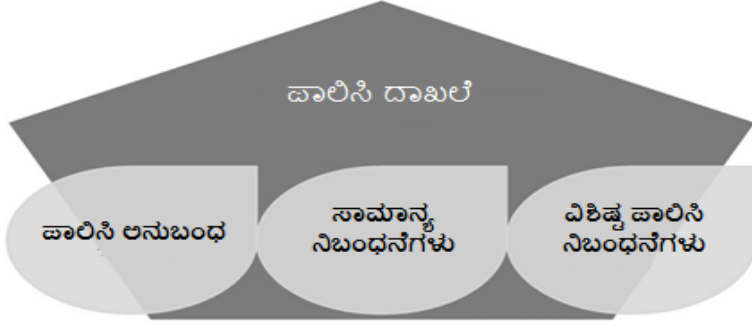 ಪಾಲಿಸಿ ದಾಖಲೆ
ಪಾಲಿಸಿ ಅನುಬಂಧ
ಸಾಮಾನ್ಯ
ನಿಬಂಧನೆಗಳು
ವಿಶಿಷ್ಟ ಪಾಲಿಸಿ
ನಿಬಂಧನೆಗಳು